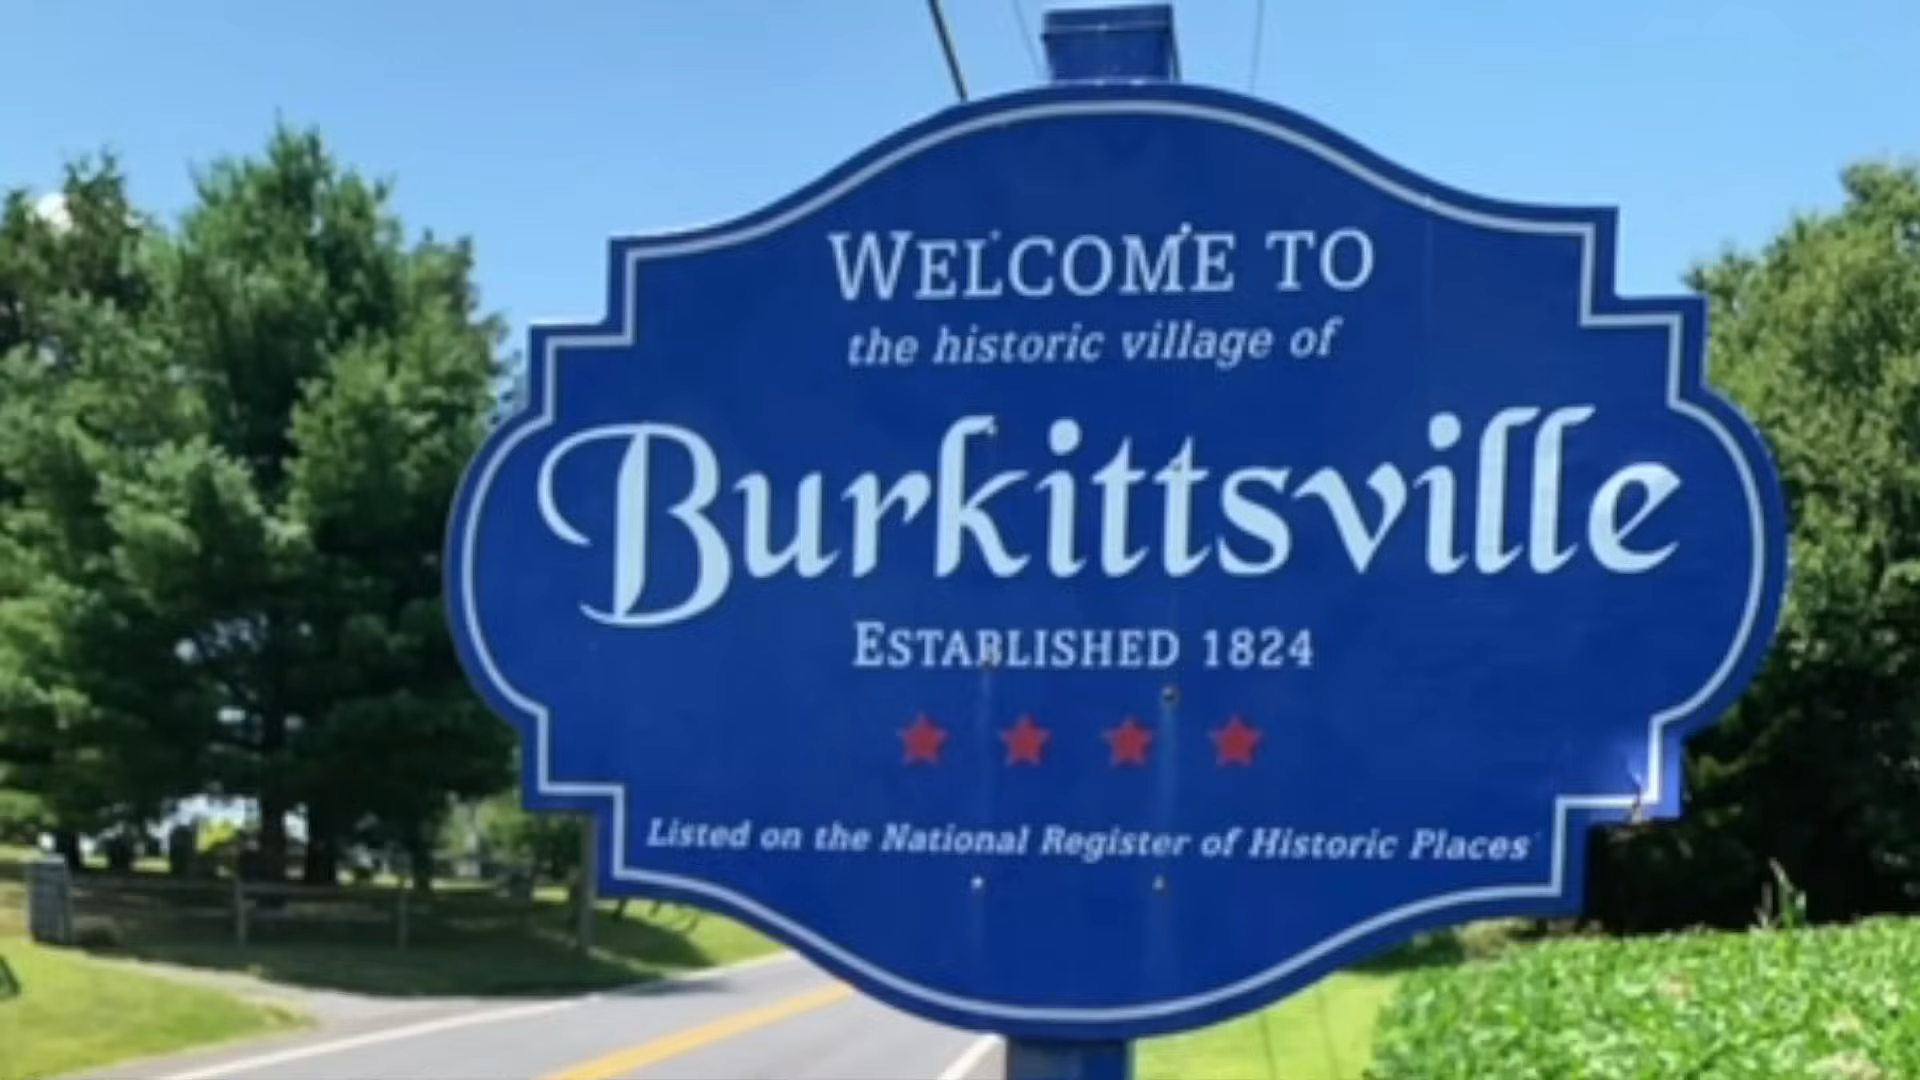 WELCOME TO
the historic village of
Burkittsville
ESTABLISHED 1824
Listed on the National Register of Historic Places